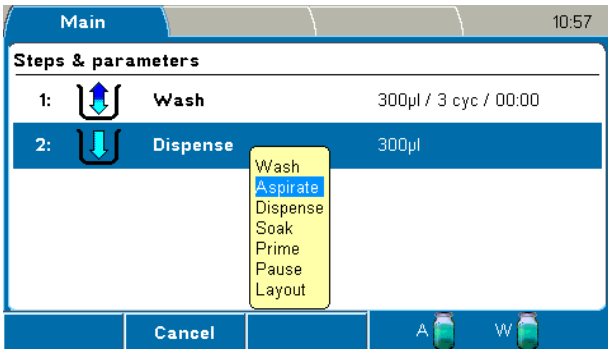 Main
10:57
Steps & parameters
1: Wash 300µl / 3 cyc / 00:00
2: Dispense 300µl
Wash
Aspirate
Dispense
Soak
Prime
Pause
Layout
Cancel
A W